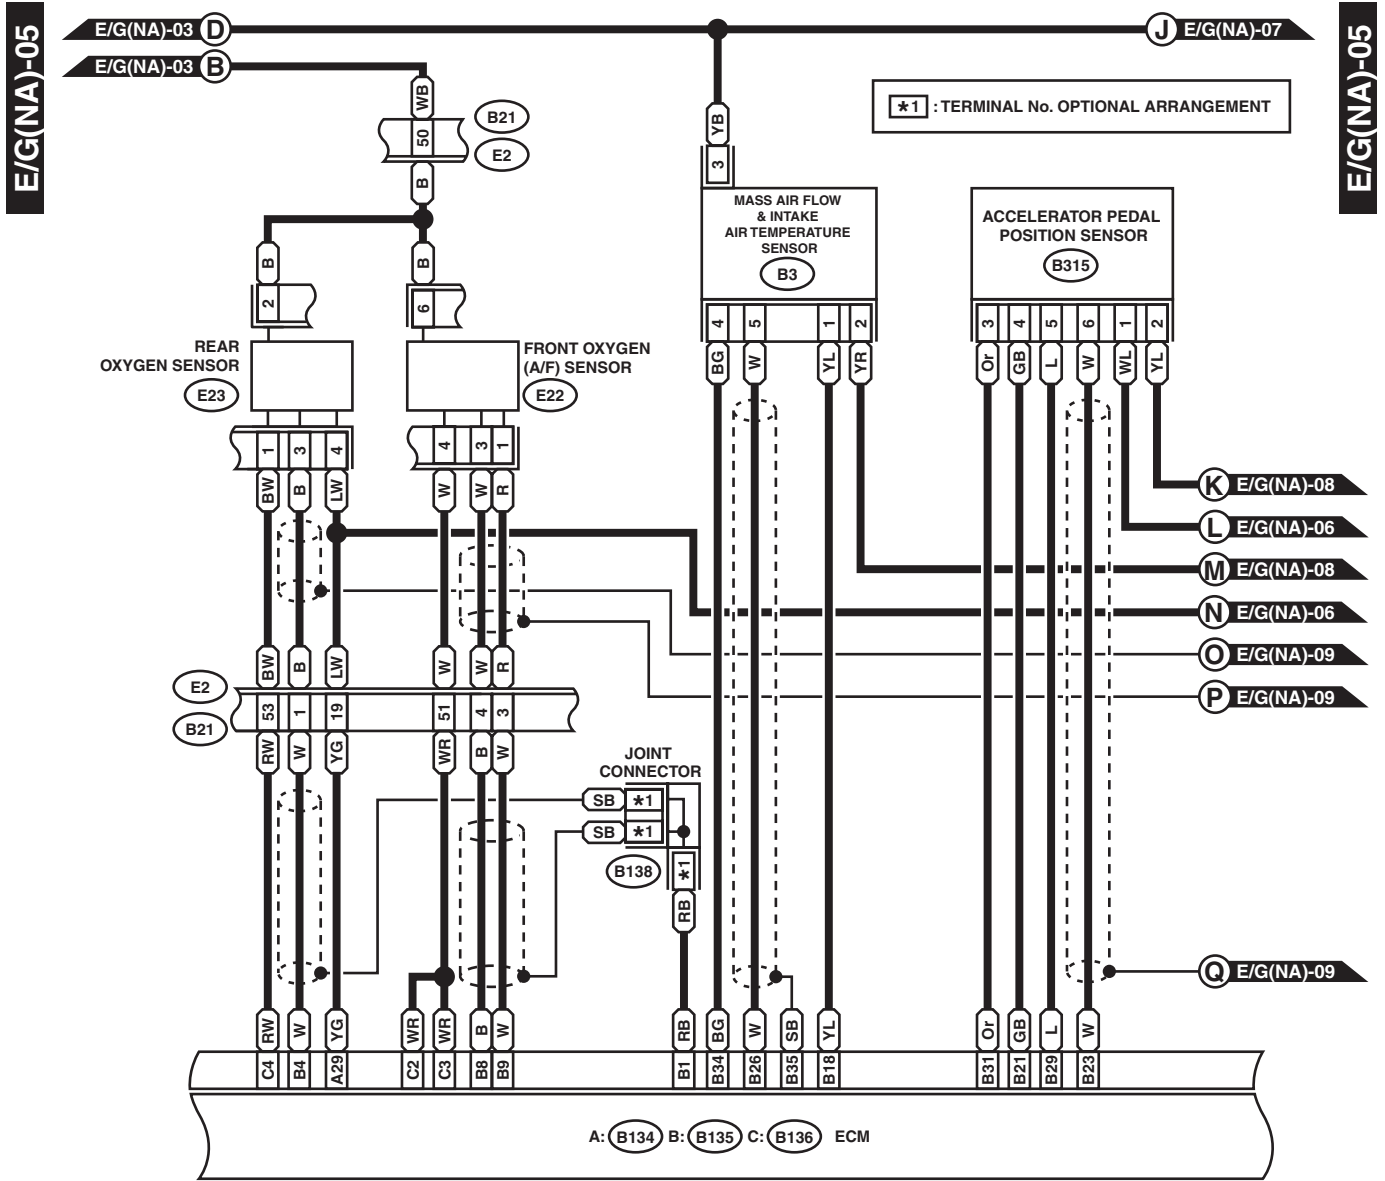 E/G(NA)-05
E/G(NA)-05
E/G(NA)-03 D
J E/G(NA)-07
E/G(NA)-03 B
*1 : TERMINAL No. OPTIONAL ARRANGEMENT
WB
50
B21
E2
B
YB
3
B
2
B
6
MASS AIR FLOW
& INTAKE
AIR TEMPERATURE
SENSOR
B3
ACCELERATOR PEDAL
POSITION SENSOR
B315
4 5 1 2
3 4 5 6 1 2
BG W YL YR
Or GB L W WL YL
REAR
OXYGEN SENSOR
E23
FRONT OXYGEN
(A/F) SENSOR
E22
1 3 4
4 3 1
BW B LW
W W R
K E/G(NA)-08
L E/G(NA)-06
M E/G(NA)-08
N E/G(NA)-06
O E/G(NA)-09
P E/G(NA)-09
BW B LW W W R
E2
B21
53 1 19 51 4 3
RW W YG WR B W
JOINT
CONNECTOR
SB *1
SB *1
B138
*1
RB
Q E/G(NA)-09
RW W YG WR WR B W RB BG W SB YL Or GB L W
C4 B4 A29 C2 C3 B8 B9 B1 B34 B26 B35 B18 B31 B21 B29 B23
A: B134 B: B135 C: B136 ECM